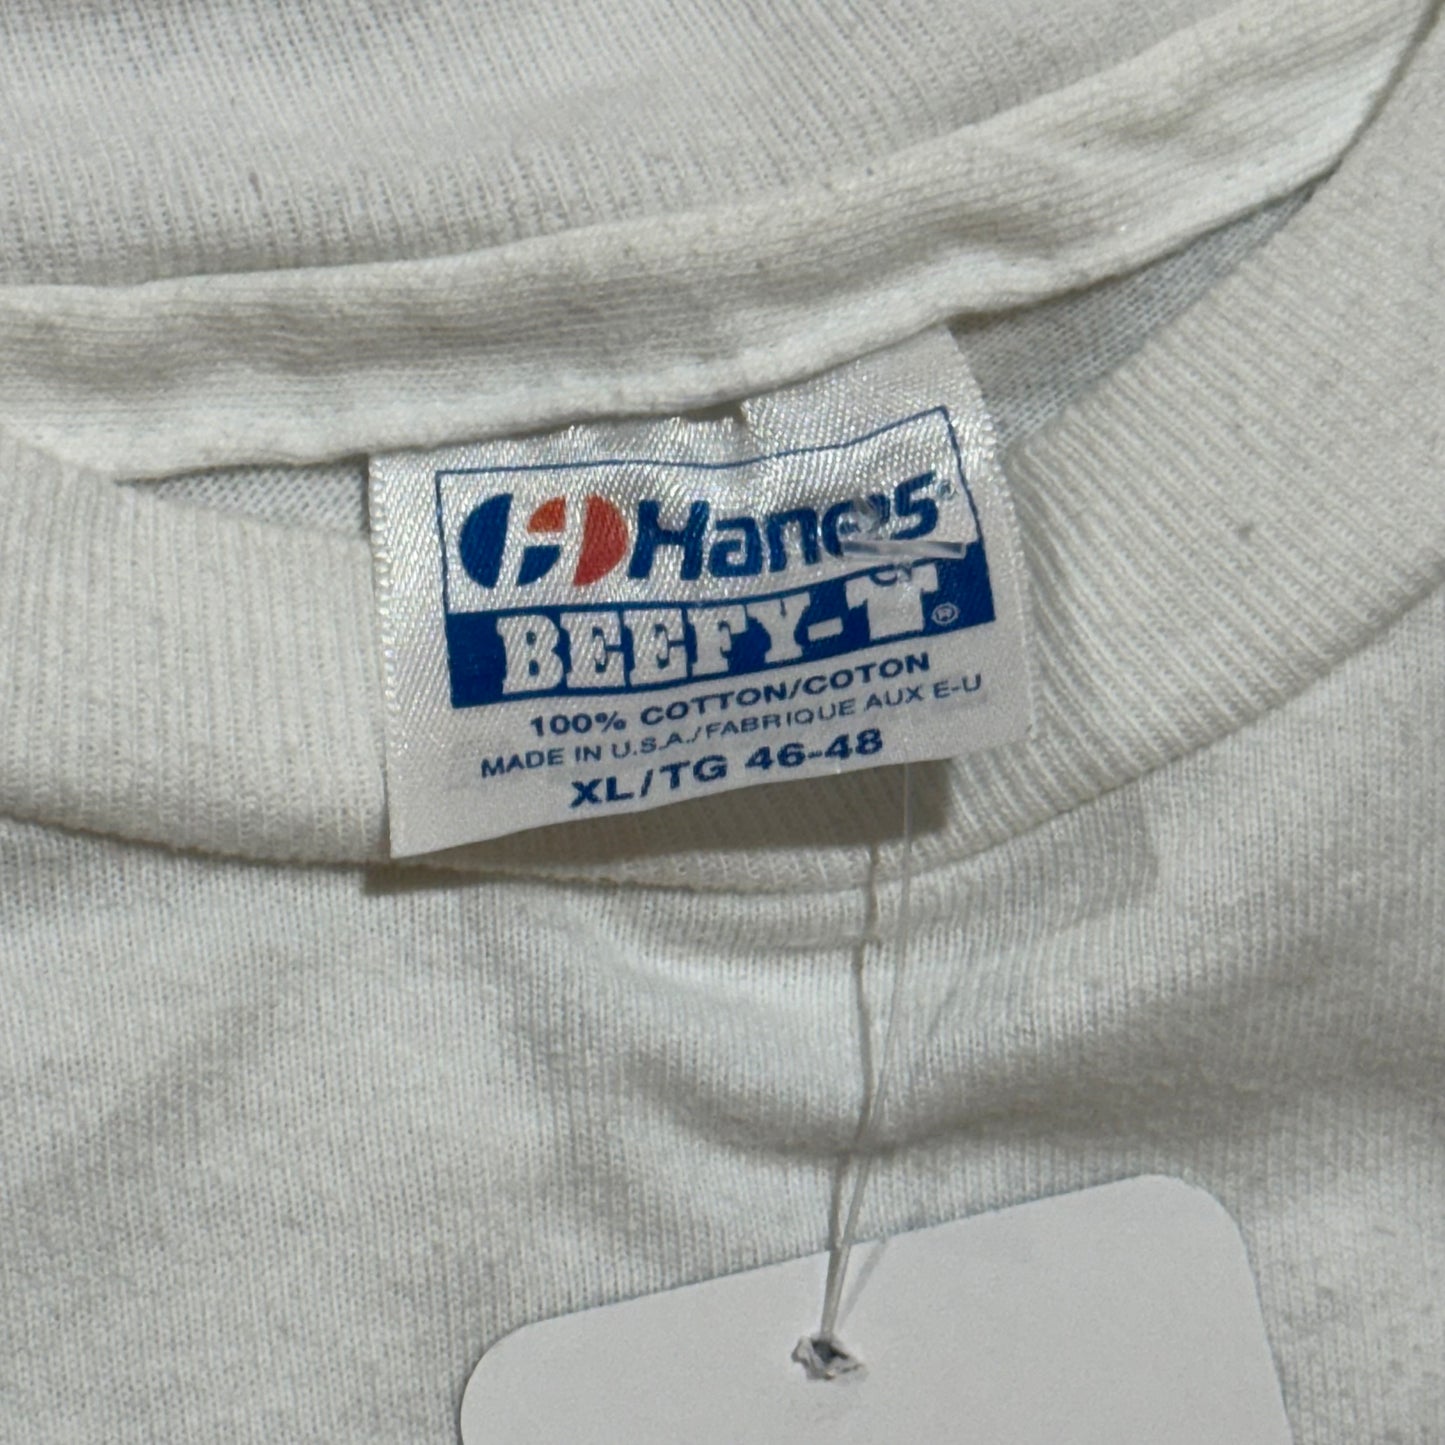 Hanes®
BEEFY-T®
100% COTTON/COTON
MADE IN U.S.A./FABRIQUE AUX E-U
XL/TG 46-48